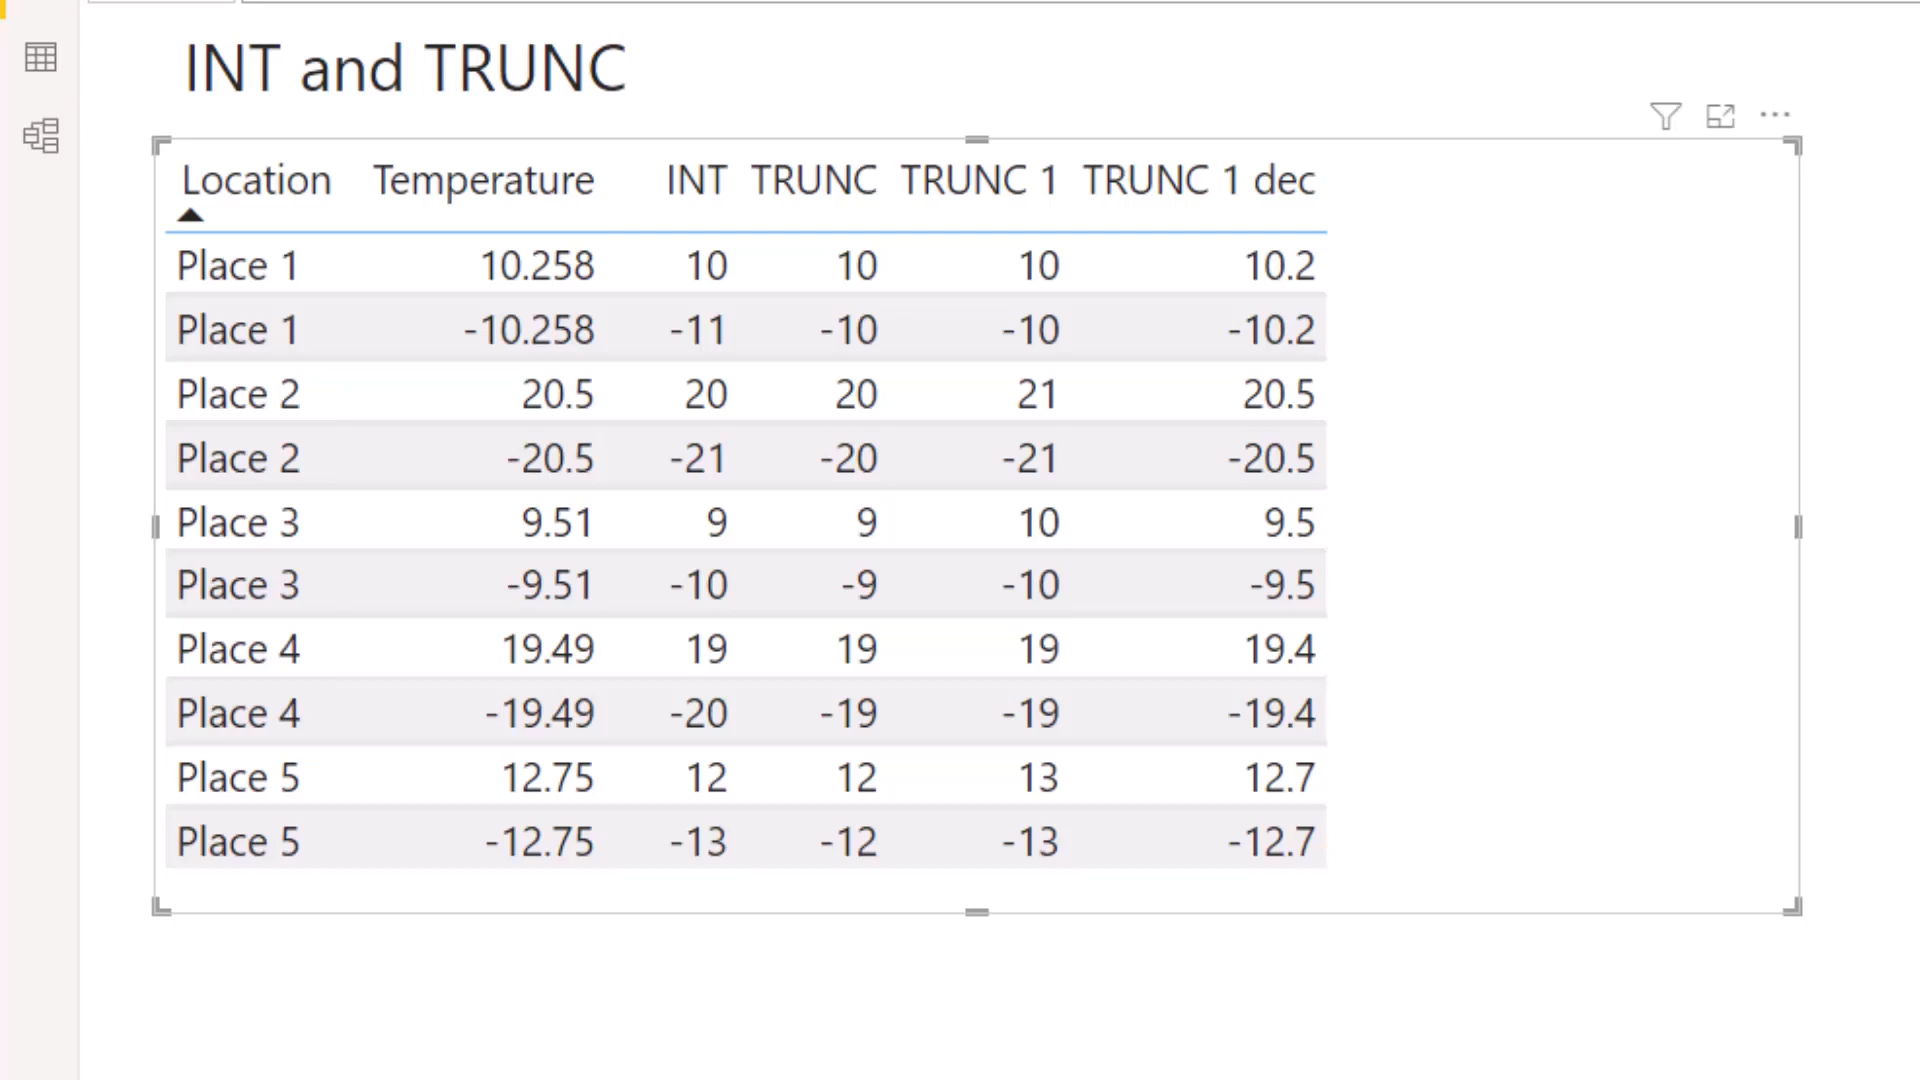 INT and TRUNC
Location Temperature INT TRUNC TRUNC 1 TRUNC 1 dec
Place 1 10.258 10 10 10 10.2
Place 1 -10.258 -11 -10 -10 -10.2
Place 2 20.5 20 20 21 20.5
Place 2 -20.5 -21 -20 -21 -20.5
Place 3 9.51 9 9 10 9.5
Place 3 -9.51 -10 -9 -10 -9.5
Place 4 19.49 19 19 19 19.4
Place 4 -19.49 -20 -19 -19 -19.4
Place 5 12.75 12 12 13 12.7
Place 5 -12.75 -13 -12 -13 -12.7